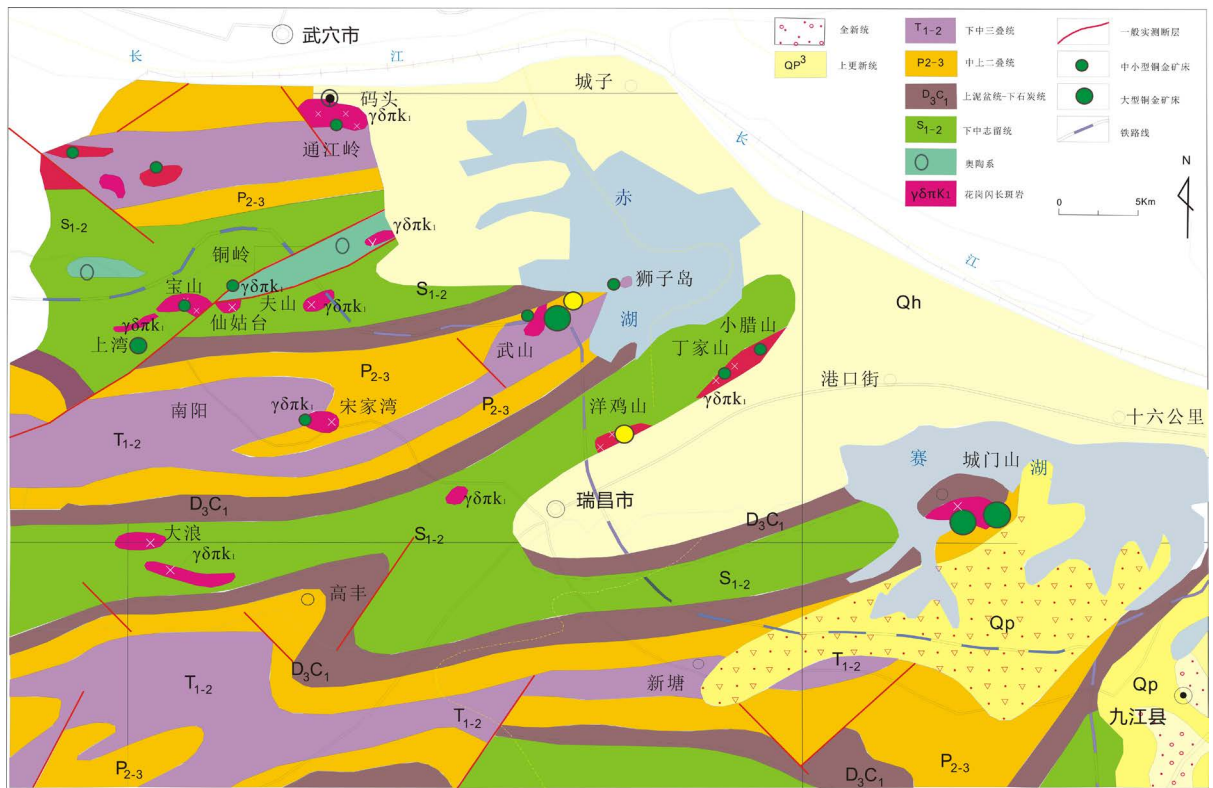 武穴市
长
江
城子
码头
γδπk₁
通江岭
P₂₋₃
S₁₋₂
γδπk₁
铜岭
宝山
γδπk₁
夫山
γδπk₁
仙姑台
γδπk₁
上湾
S₁₋₂
赤
湖
狮子岛
武山
小腊山
丁家山
γδπk₁
洋鸡山
P₂₋₃
P₂₋₃
南阳
γδπk₁
宋家湾
T₁₋₂
D₃C₁
γδπk₁
大浪
γδπk₁
S₁₋₂
瑞昌市
D₃C₁
S₁₋₂
高丰
D₃C₁
T₁₋₂
T₁₋₂
P₂₋₃
新塘
T₁₋₂
D₃C₁
P₂₋₃
Qp
Qp
九江县
长
江
Qh
港口街
十六公里
赛
城门山
湖
全新统
QP³
上更新统
T₁₋₂
下中三叠统
P2-3
中上二叠统
D₃C₁
上泥盆统-下石炭统
S₁₋₂
下中志留统
奥陶系
γδπK₁
花岗闪长斑岩
一般实测断层
中小型铜金矿床
大型铜金矿床
铁路线
N
0
5Km